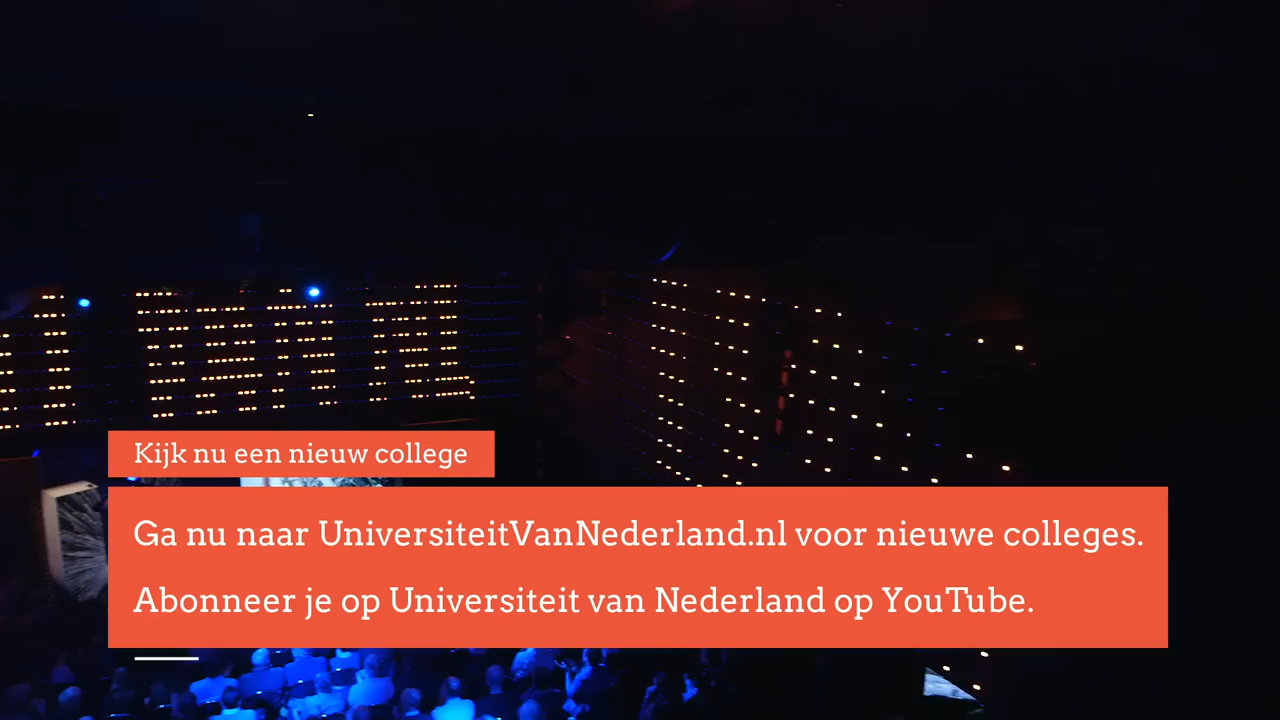 Kijk nu een nieuw college
Ga nu naar UniversiteitVanNederland.nl voor nieuwe colleges.
Abonneer je op Universiteit van Nederland op YouTube.